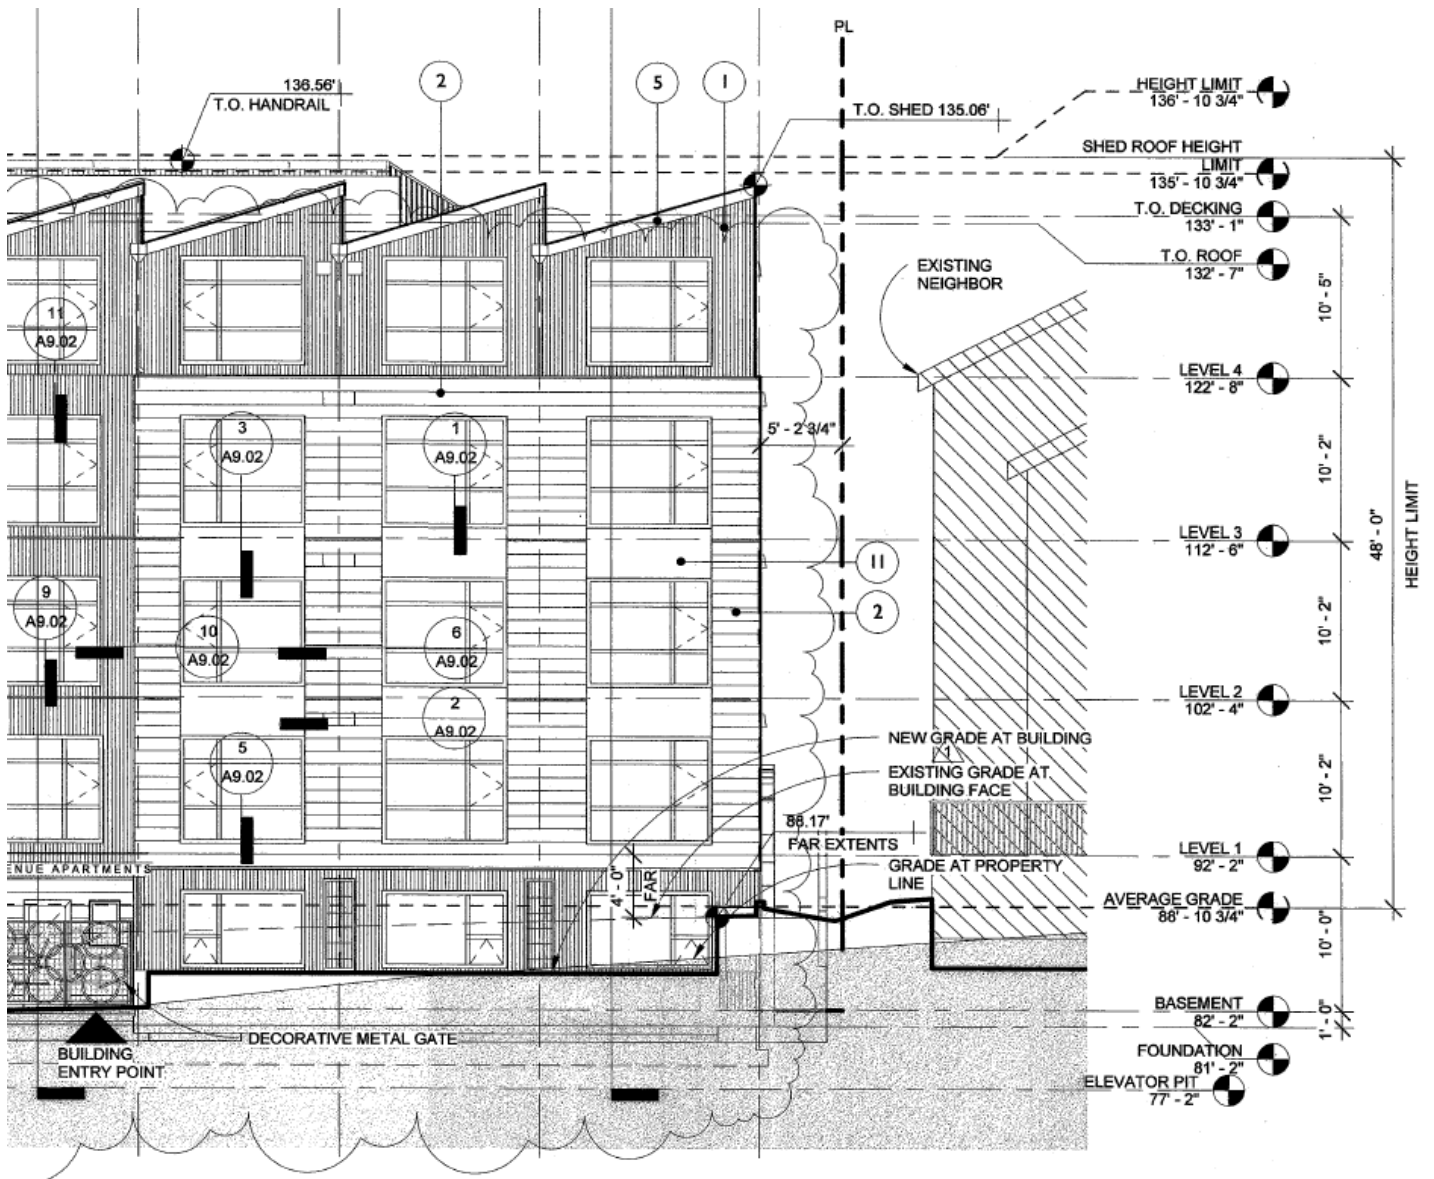 PL
136.56'
T.O. HANDRAIL
2
5
1
T.O. SHED 135.06'
HEIGHT LIMIT
136' - 10 3/4"
SHED ROOF HEIGHT
LIMIT
135' - 10 3/4"
T.O. DECKING
133' - 1"
T.O. ROOF
132' - 7"
EXISTING
NEIGHBOR
10' - 5"
11
A9.02
LEVEL 4
122' - 8"
3
A9.02
1
A9.02
5' - 2 3/4"
10' - 2"
48' - 0"
HEIGHT LIMIT
LEVEL 3
112' - 6"
11
2
9
A9.02
10
A9.02
6
A9.02
10' - 2"
LEVEL 2
102' - 4"
2
A9.02
5
A9.02
NEW GRADE AT BUILDING
1
EXISTING GRADE AT
BUILDING FACE
10' - 2"
88.17'
FAR EXTENTS
LEVEL 1
92' - 2"
ENUE APARTMENTS
4' - 0"
FAR
GRADE AT PROPERTY
LINE
AVERAGE GRADE
88' - 10 3/4"
10' - 0"
BASEMENT
82' - 2"
1' - 0"
DECORATIVE METAL GATE
BUILDING
ENTRY POINT
FOUNDATION
81' - 2"
ELEVATOR PIT
77' - 2"